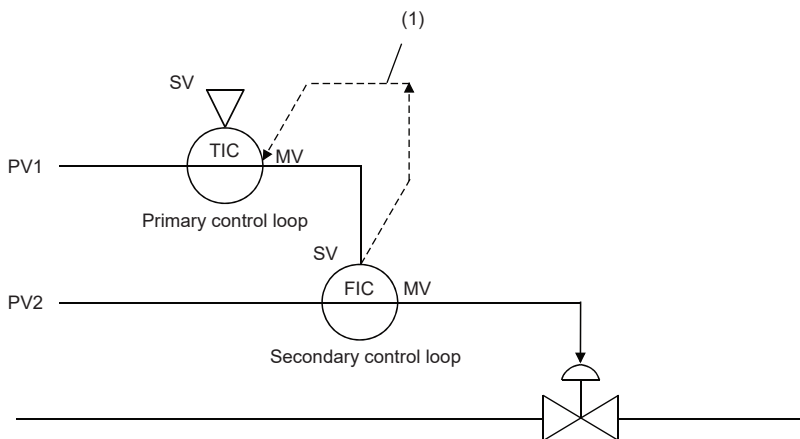 (1)
SV
TIC
PV1
MV
Primary control loop
SV
PV2
FIC
MV
Secondary control loop